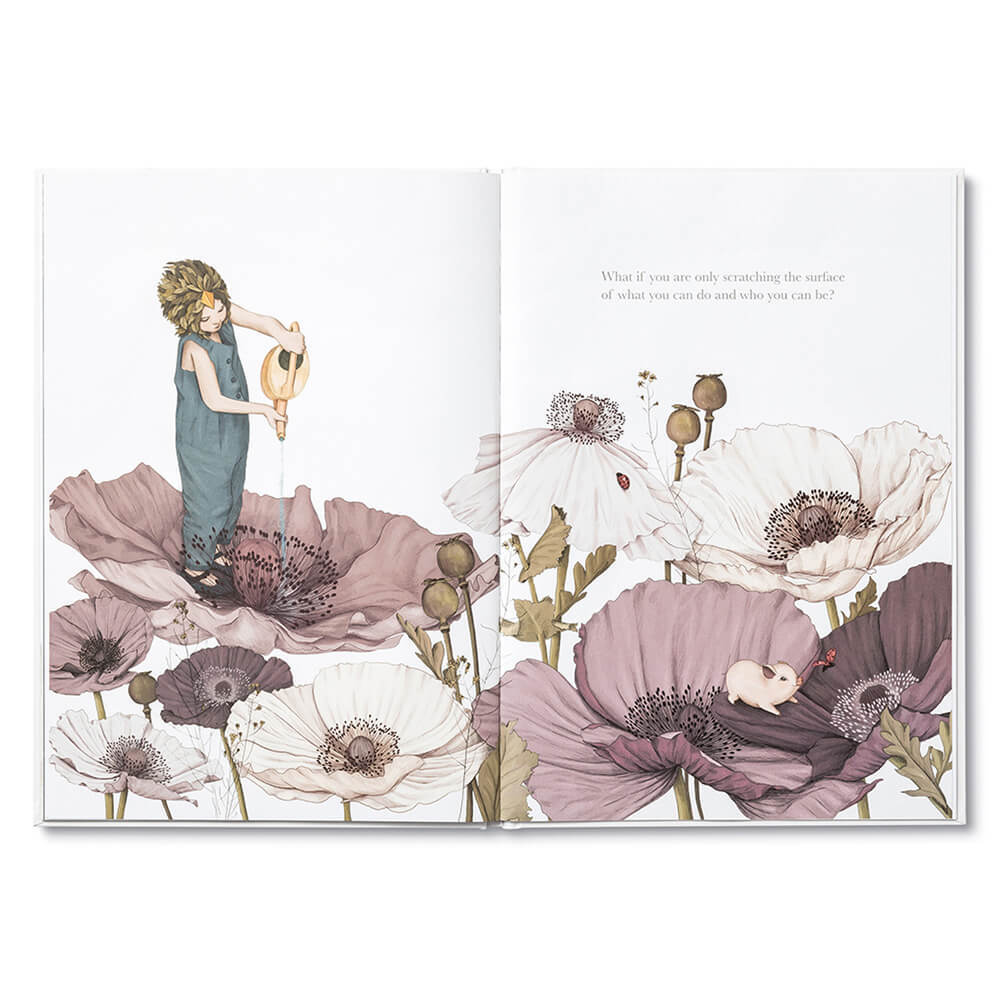 What if you are only scratching the surface
of what you can do and who you can be?